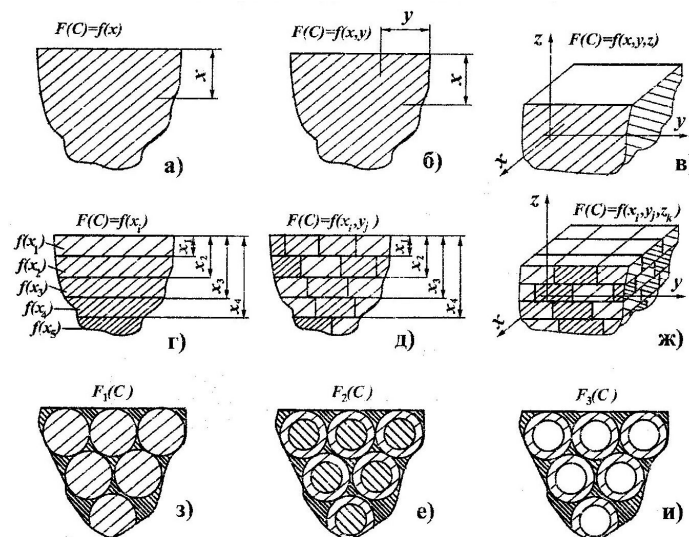 F(C)=f(x)
x
а)
F(C)=f(x,y)
y
x
б)
F(C)=f(x,y,z)
z
y
x
в)
F(C)=f(xᵢ)
f(x₁)
f(x₂)
f(x₃)
f(x₄)
f(x₅)
x₁
x₂
x₃
x₄
г)
F(C)=f(xᵢ,yⱼ)
x₁
x₂
x₃
x₄
д)
F(C)=f(xᵢ,yⱼ,zₖ)
z
y
x
ж)
F₁(C)
з)
F₂(C)
е)
F₃(C)
и)